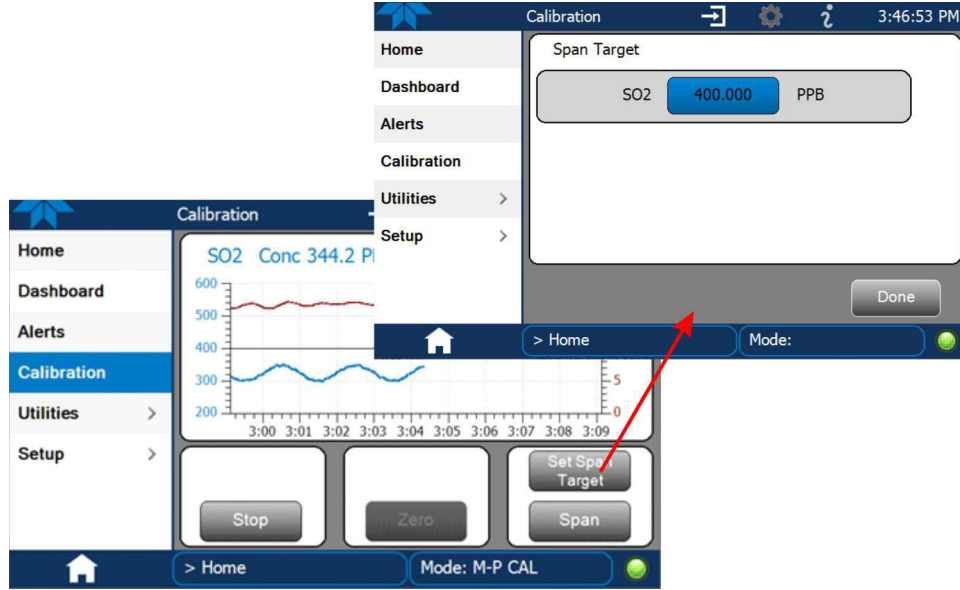 Calibration 3:46:53 PM
Home
Dashboard
Alerts
Calibration
Utilities >
Setup >
Span Target
SO2 400.000 PPB
Done
> Home
Mode:
Calibration
Home
Dashboard
Alerts
Calibration
Utilities >
Setup >
SO2 Conc 344.2 P
600
500
400
300
200
5
0
3:00 3:01 3:02 3:03 3:04 3:05 3:06 3:07 3:08 3:09
Stop
Zero
Set Span
Target
Span
> Home
Mode: M-P CAL